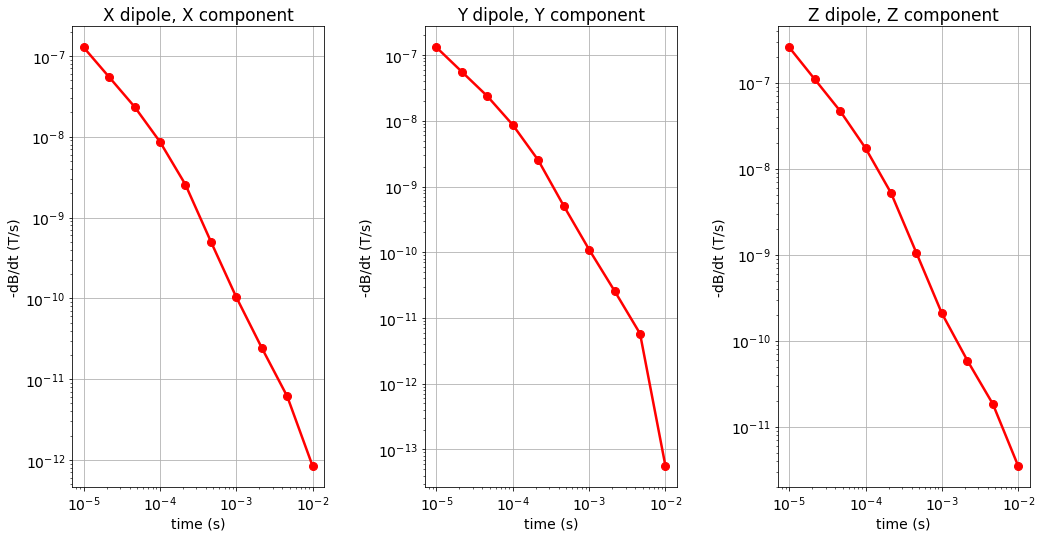 X dipole, X component
10⁻⁷
10⁻⁸
10⁻⁹
10⁻¹⁰
10⁻¹¹
10⁻¹²
-dB/dt (T/s)
10⁻⁵ 10⁻⁴ 10⁻³ 10⁻²
time (s)
Y dipole, Y component
10⁻⁷
10⁻⁸
10⁻⁹
10⁻¹⁰
10⁻¹¹
10⁻¹²
10⁻¹³
-dB/dt (T/s)
10⁻⁵ 10⁻⁴ 10⁻³ 10⁻²
time (s)
Z dipole, Z component
10⁻⁷
10⁻⁸
10⁻⁹
10⁻¹⁰
10⁻¹¹
-dB/dt (T/s)
10⁻⁵ 10⁻⁴ 10⁻³ 10⁻²
time (s)